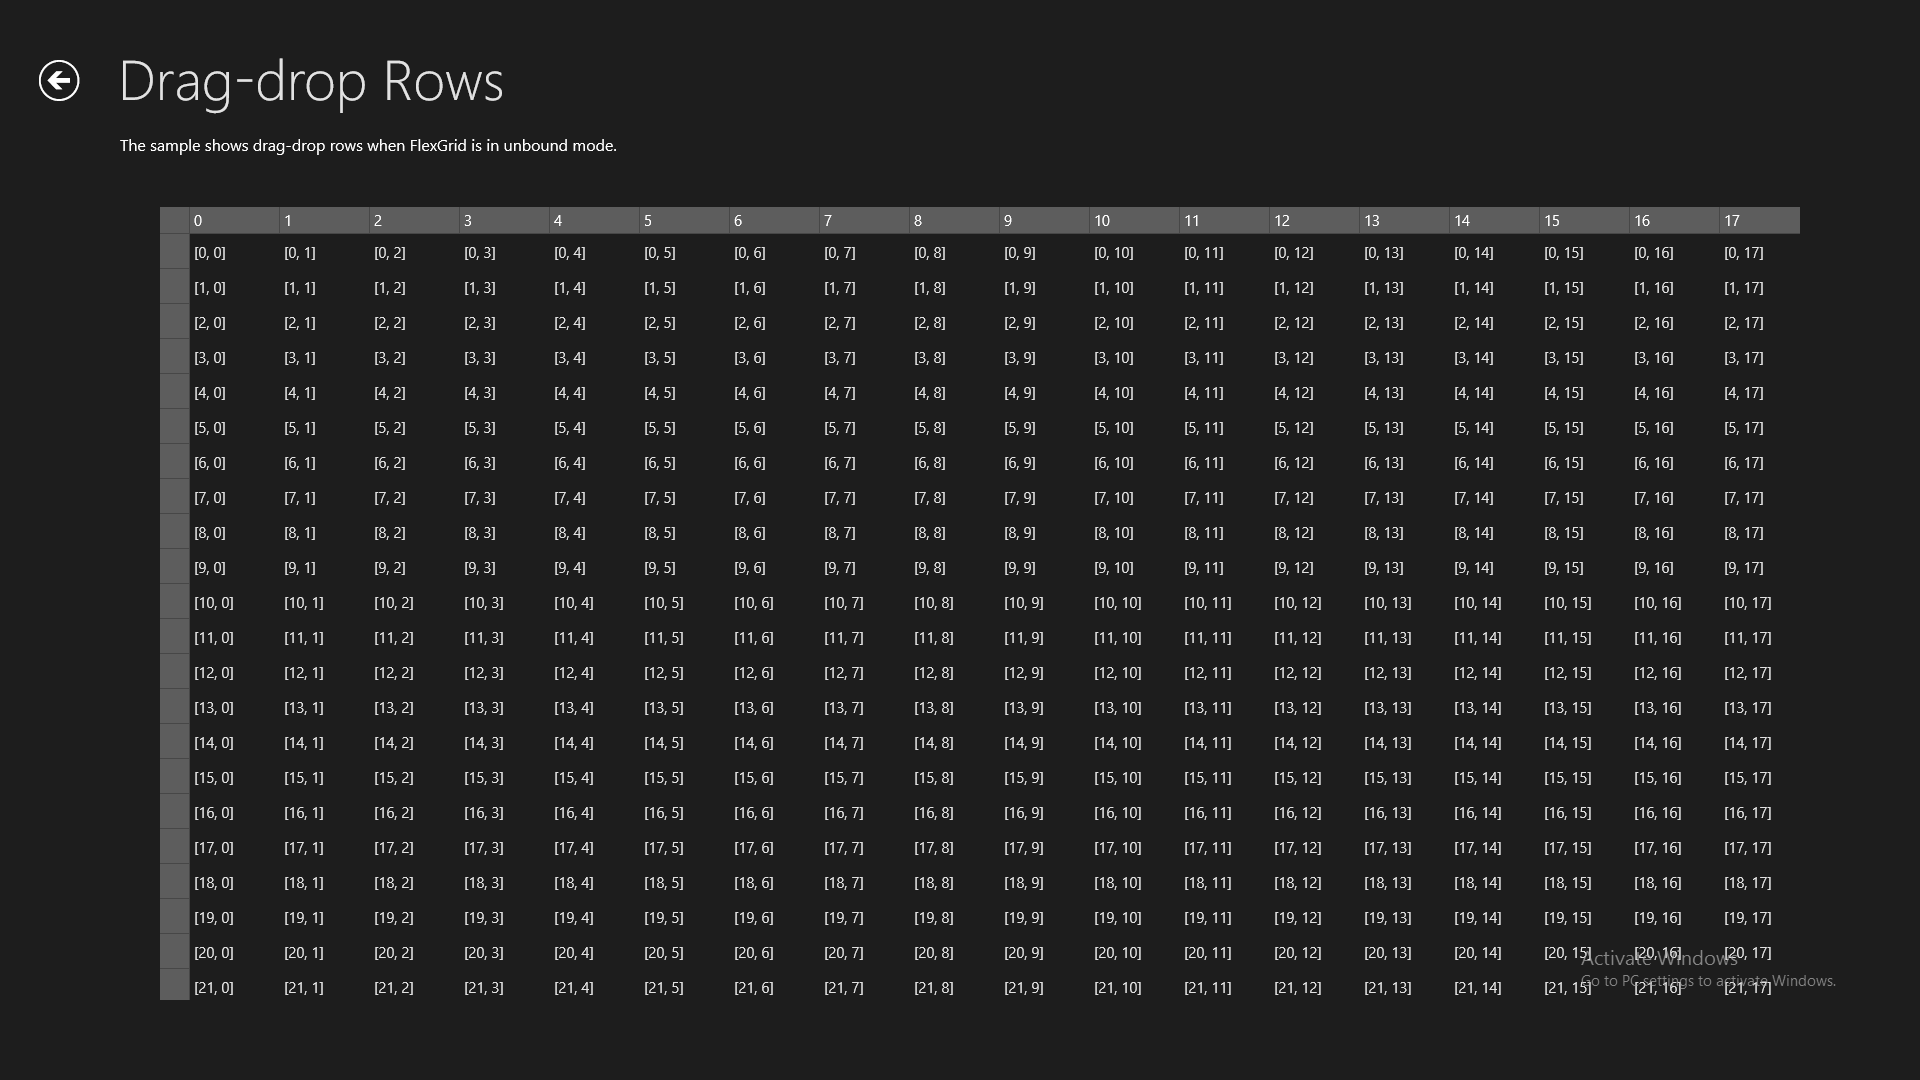 Drag-drop Rows
The sample shows drag-drop rows when FlexGrid is in unbound mode.
0 1 2 3 4 5 6 7 8 9 10 11 12 13 14 15 16 17
[0, 0] [0, 1] [0, 2] [0, 3] [0, 4] [0, 5] [0, 6] [0, 7] [0, 8] [0, 9] [0, 10] [0, 11] [0, 12] [0, 13] [0, 14] [0, 15] [0, 16] [0, 17]
[1, 0] [1, 1] [1, 2] [1, 3] [1, 4] [1, 5] [1, 6] [1, 7] [1, 8] [1, 9] [1, 10] [1, 11] [1, 12] [1, 13] [1, 14] [1, 15] [1, 16] [1, 17]
[2, 0] [2, 1] [2, 2] [2, 3] [2, 4] [2, 5] [2, 6] [2, 7] [2, 8] [2, 9] [2, 10] [2, 11] [2, 12] [2, 13] [2, 14] [2, 15] [2, 16] [2, 17]
[3, 0] [3, 1] [3, 2] [3, 3] [3, 4] [3, 5] [3, 6] [3, 7] [3, 8] [3, 9] [3, 10] [3, 11] [3, 12] [3, 13] [3, 14] [3, 15] [3, 16] [3, 17]
[4, 0] [4, 1] [4, 2] [4, 3] [4, 4] [4, 5] [4, 6] [4, 7] [4, 8] [4, 9] [4, 10] [4, 11] [4, 12] [4, 13] [4, 14] [4, 15] [4, 16] [4, 17]
[5, 0] [5, 1] [5, 2] [5, 3] [5, 4] [5, 5] [5, 6] [5, 7] [5, 8] [5, 9] [5, 10] [5, 11] [5, 12] [5, 13] [5, 14] [5, 15] [5, 16] [5, 17]
[6, 0] [6, 1] [6, 2] [6, 3] [6, 4] [6, 5] [6, 6] [6, 7] [6, 8] [6, 9] [6, 10] [6, 11] [6, 12] [6, 13] [6, 14] [6, 15] [6, 16] [6, 17]
[7, 0] [7, 1] [7, 2] [7, 3] [7, 4] [7, 5] [7, 6] [7, 7] [7, 8] [7, 9] [7, 10] [7, 11] [7, 12] [7, 13] [7, 14] [7, 15] [7, 16] [7, 17]
[8, 0] [8, 1] [8, 2] [8, 3] [8, 4] [8, 5] [8, 6] [8, 7] [8, 8] [8, 9] [8, 10] [8, 11] [8, 12] [8, 13] [8, 14] [8, 15] [8, 16] [8, 17]
[9, 0] [9, 1] [9, 2] [9, 3] [9, 4] [9, 5] [9, 6] [9, 7] [9, 8] [9, 9] [9, 10] [9, 11] [9, 12] [9, 13] [9, 14] [9, 15] [9, 16] [9, 17]
[10, 0] [10, 1] [10, 2] [10, 3] [10, 4] [10, 5] [10, 6] [10, 7] [10, 8] [10, 9] [10, 10] [10, 11] [10, 12] [10, 13] [10, 14] [10, 15] [10, 16] [10, 17]
[11, 0] [11, 1] [11, 2] [11, 3] [11, 4] [11, 5] [11, 6] [11, 7] [11, 8] [11, 9] [11, 10] [11, 11] [11, 12] [11, 13] [11, 14] [11, 15] [11, 16] [11, 17]
[12, 0] [12, 1] [12, 2] [12, 3] [12, 4] [12, 5] [12, 6] [12, 7] [12, 8] [12, 9] [12, 10] [12, 11] [12, 12] [12, 13] [12, 14] [12, 15] [12, 16] [12, 17]
[13, 0] [13, 1] [13, 2] [13, 3] [13, 4] [13, 5] [13, 6] [13, 7] [13, 8] [13, 9] [13, 10] [13, 11] [13, 12] [13, 13] [13, 14] [13, 15] [13, 16] [13, 17]
[14, 0] [14, 1] [14, 2] [14, 3] [14, 4] [14, 5] [14, 6] [14, 7] [14, 8] [14, 9] [14, 10] [14, 11] [14, 12] [14, 13] [14, 14] [14, 15] [14, 16] [14, 17]
[15, 0] [15, 1] [15, 2] [15, 3] [15, 4] [15, 5] [15, 6] [15, 7] [15, 8] [15, 9] [15, 10] [15, 11] [15, 12] [15, 13] [15, 14] [15, 15] [15, 16] [15, 17]
[16, 0] [16, 1] [16, 2] [16, 3] [16, 4] [16, 5] [16, 6] [16, 7] [16, 8] [16, 9] [16, 10] [16, 11] [16, 12] [16, 13] [16, 14] [16, 15] [16, 16] [16, 17]
[17, 0] [17, 1] [17, 2] [17, 3] [17, 4] [17, 5] [17, 6] [17, 7] [17, 8] [17, 9] [17, 10] [17, 11] [17, 12] [17, 13] [17, 14] [17, 15] [17, 16] [17, 17]
[18, 0] [18, 1] [18, 2] [18, 3] [18, 4] [18, 5] [18, 6] [18, 7] [18, 8] [18, 9] [18, 10] [18, 11] [18, 12] [18, 13] [18, 14] [18, 15] [18, 16] [18, 17]
[19, 0] [19, 1] [19, 2] [19, 3] [19, 4] [19, 5] [19, 6] [19, 7] [19, 8] [19, 9] [19, 10] [19, 11] [19, 12] [19, 13] [19, 14] [19, 15] [19, 16] [19, 17]
[20, 0] [20, 1] [20, 2] [20, 3] [20, 4] [20, 5] [20, 6] [20, 7] [20, 8] [20, 9] [20, 10] [20, 11] [20, 12] [20, 13] [20, 14] [20, 15] [20, 16] [20, 17]
Activate Windows
Go to PC settings to activate Windows.
[21, 0] [21, 1] [21, 2] [21, 3] [21, 4] [21, 5] [21, 6] [21, 7] [21, 8] [21, 9] [21, 10] [21, 11] [21, 12] [21, 13] [21, 14] [21, 15] [21, 16] [21, 17]